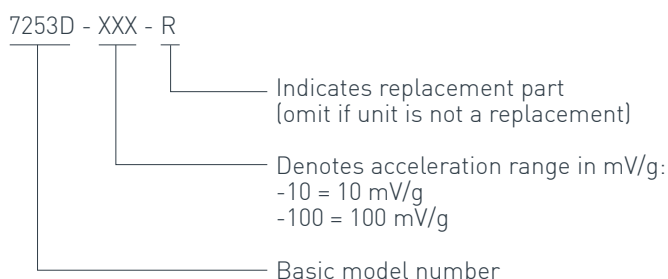 7253D - XXX - R
Indicates replacement part
(omit if unit is not a replacement)
Denotes acceleration range in mV/g:
-10 = 10 mV/g
-100 = 100 mV/g
Basic model number